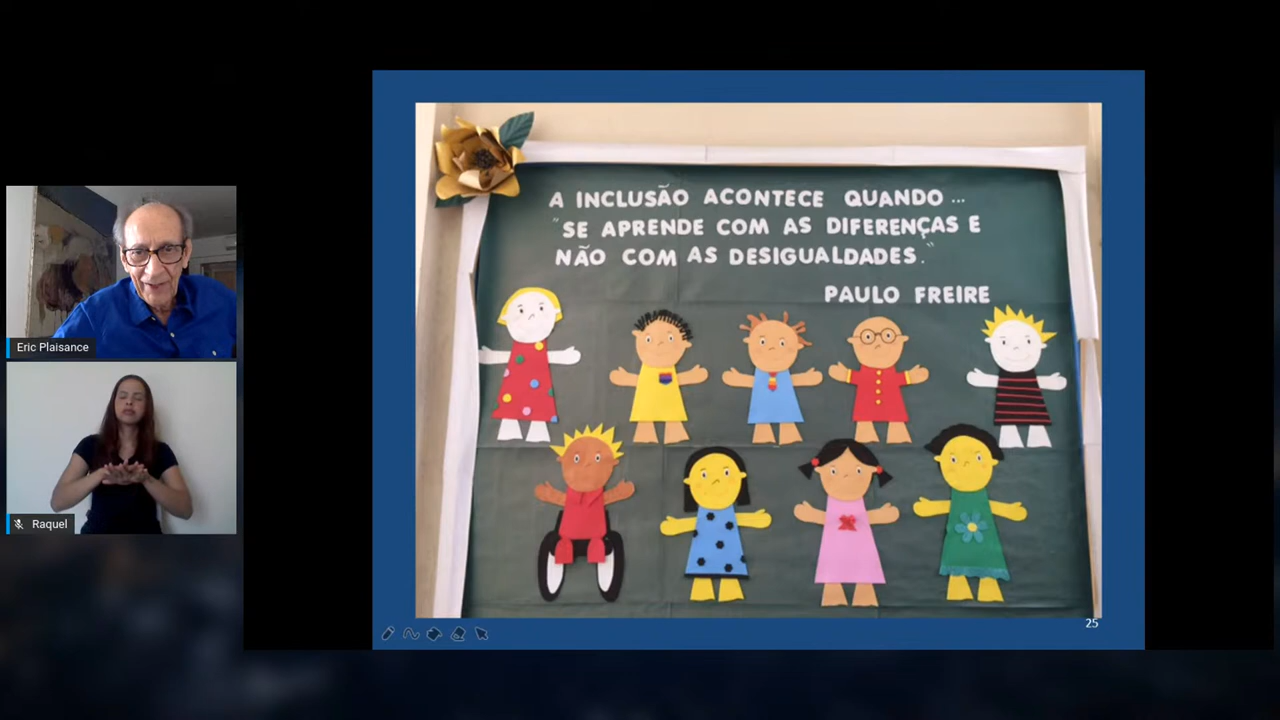 A INCLUSÃO ACONTECE QUANDO...
"SE APRENDE COM AS DIFERENÇAS E
NÃO COM AS DESIGUALDADES."
PAULO FREIRE
Eric Plaisance
Raquel
25